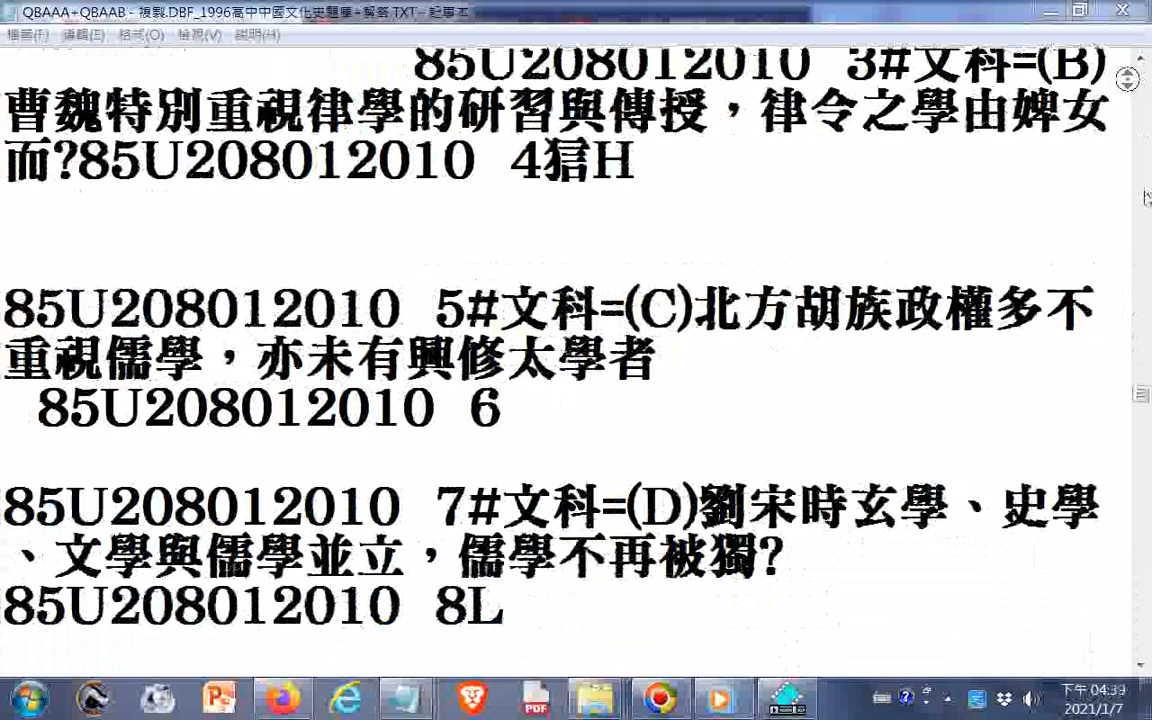 QBAAA+QBAAB - 複製.DBF_1996高中中國文化史題庫+解答.TXT - 記事本
檔案(F) 編輯(E) 格式(O) 檢視(V) 說明(H)
85U208012010 3#文科=(B)
曹魏特別重視律學的研習與傳授，律令之學由婢女
而?85U208012010 4狺H
85U208012010 5#文科=(C)北方胡族政權多不
重視儒學，亦未有興修太學者
85U208012010 6
85U208012010 7#文科=(D)劉宋時玄學、史學
、文學與儒學並立，儒學不再被獨?
85U208012010 8L
PDF
下午 04:39
2021/1/7